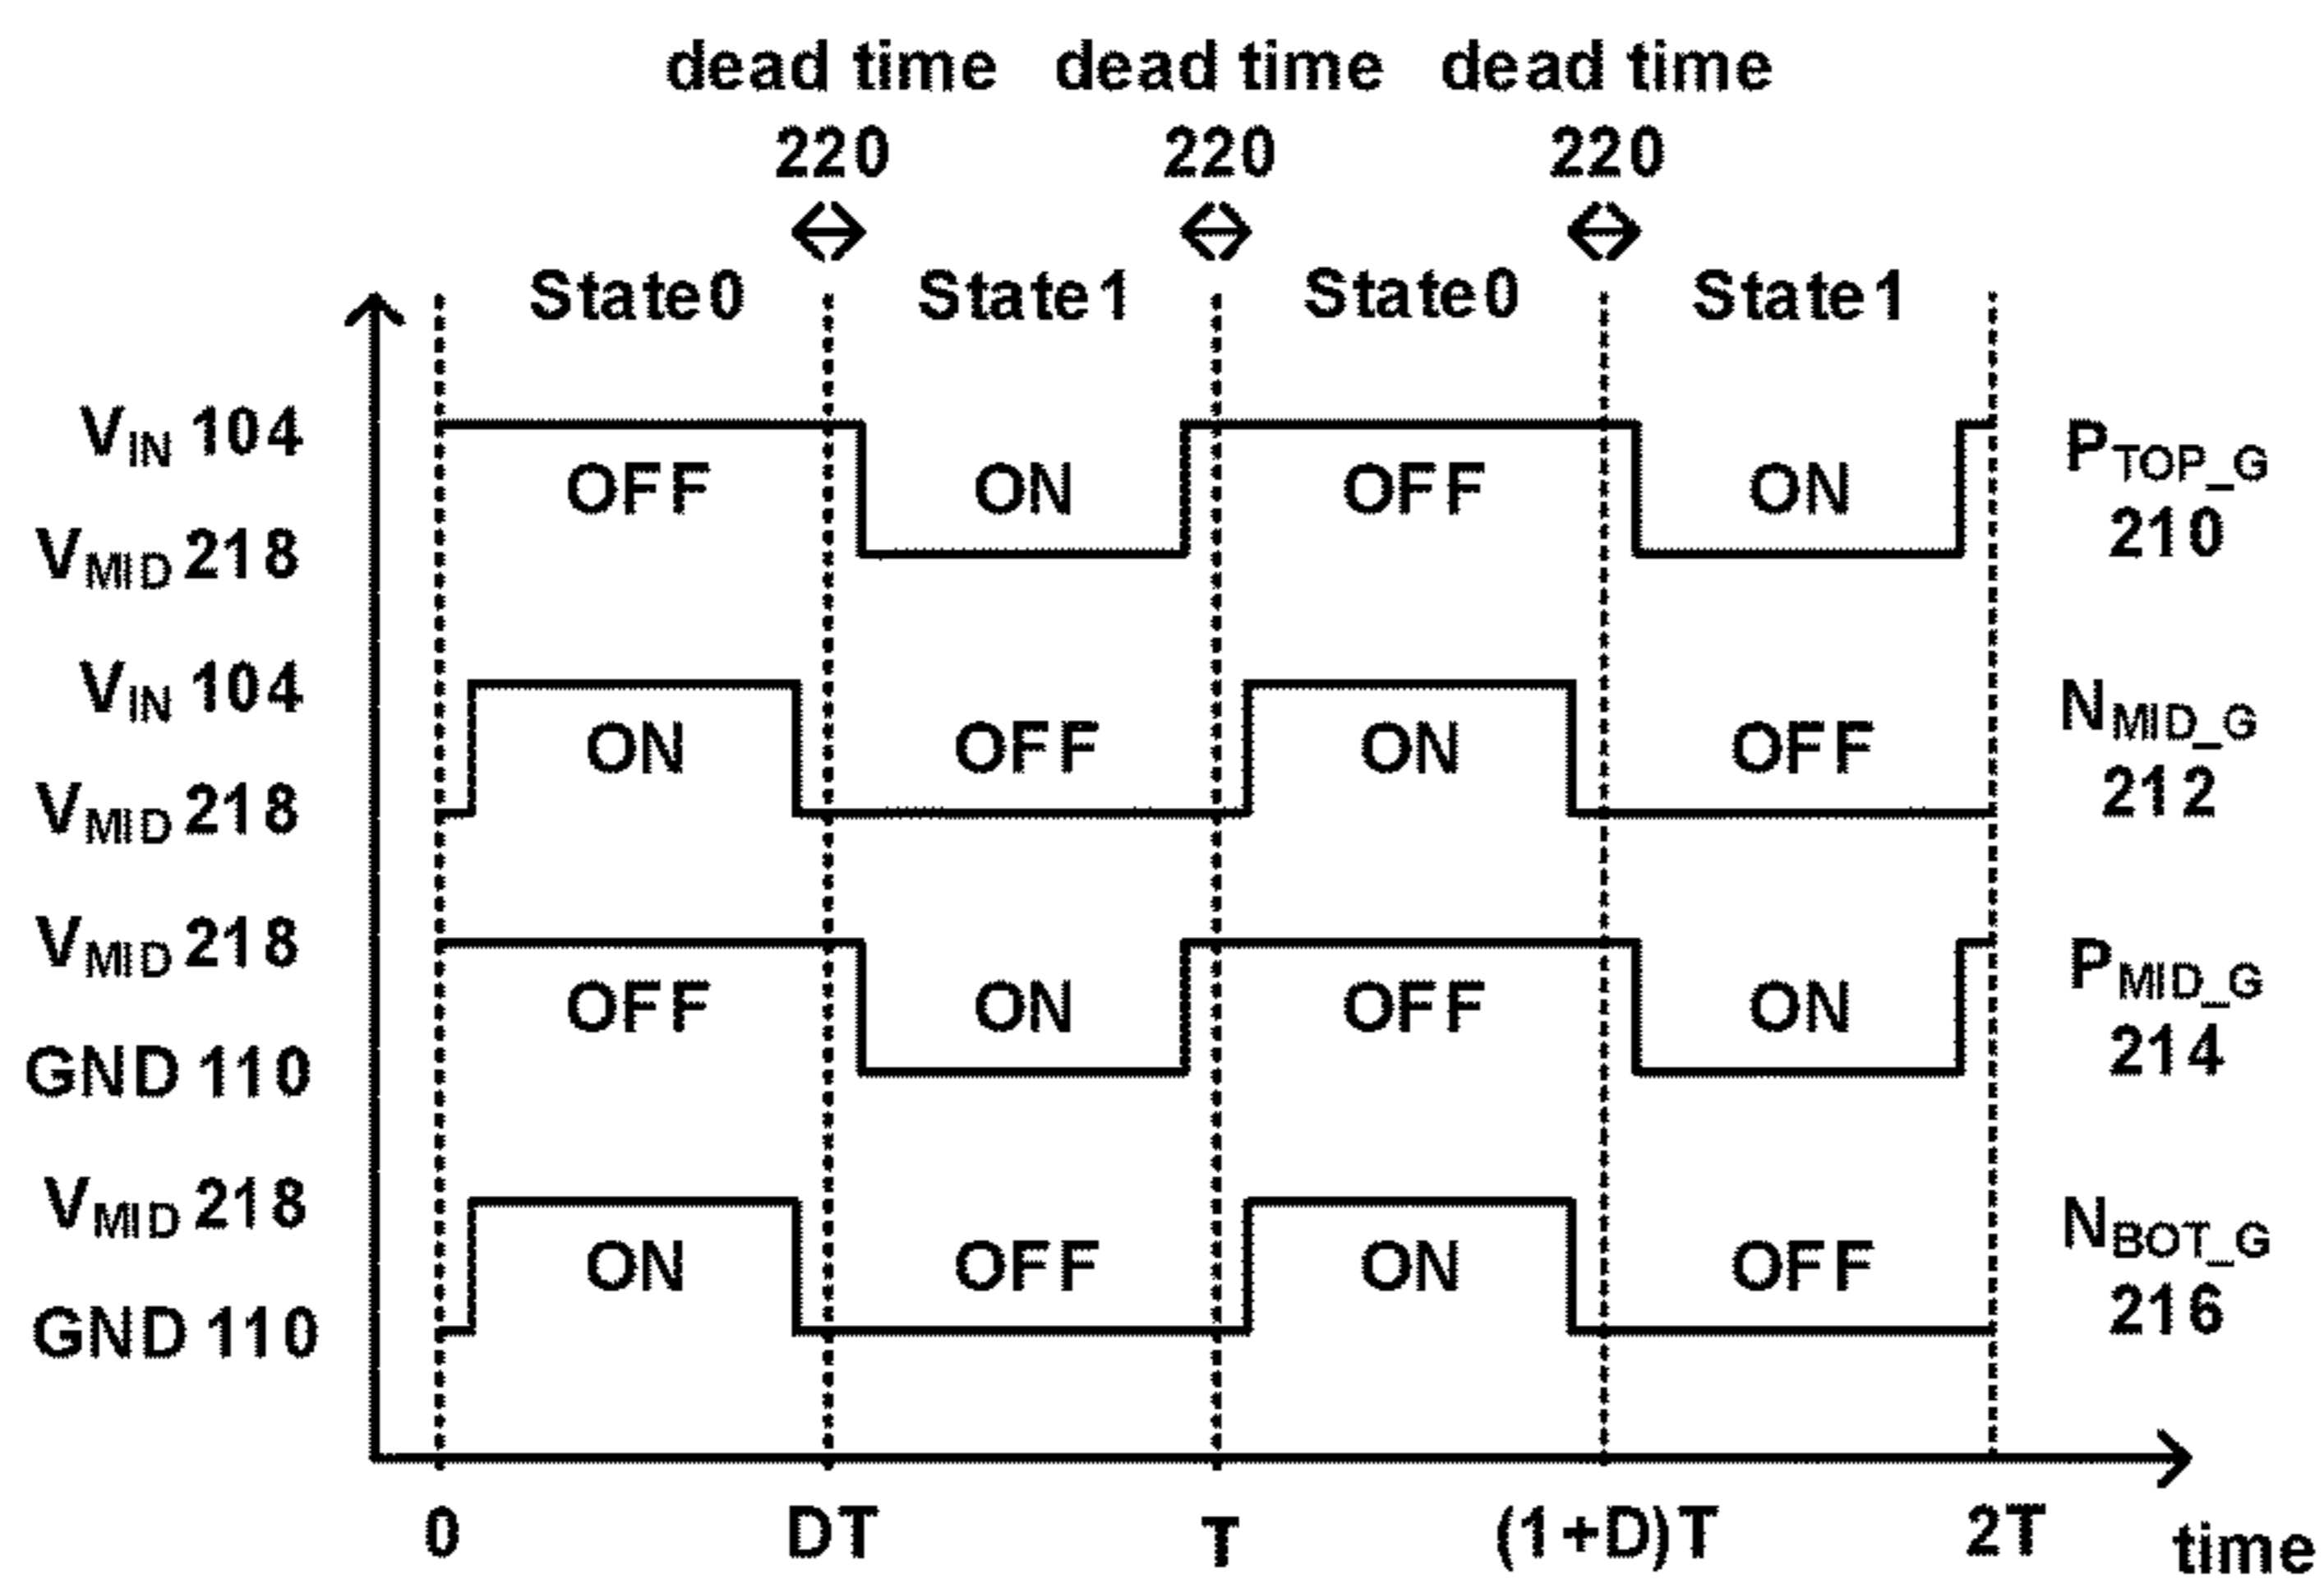 dead time dead time dead time
220 220 220
State0 State1 State0 State1
VIN 104
OFF ON OFF ON
PTOP_G
210
VMID 218
VIN 104
ON OFF ON OFF
NMID_G
212
VMID 218
VMID 218
OFF ON OFF ON
PMID_G
214
GND 110
VMID 218
ON OFF ON OFF
NBOT_G
216
GND 110
0 DT T (1+D)T 2T time